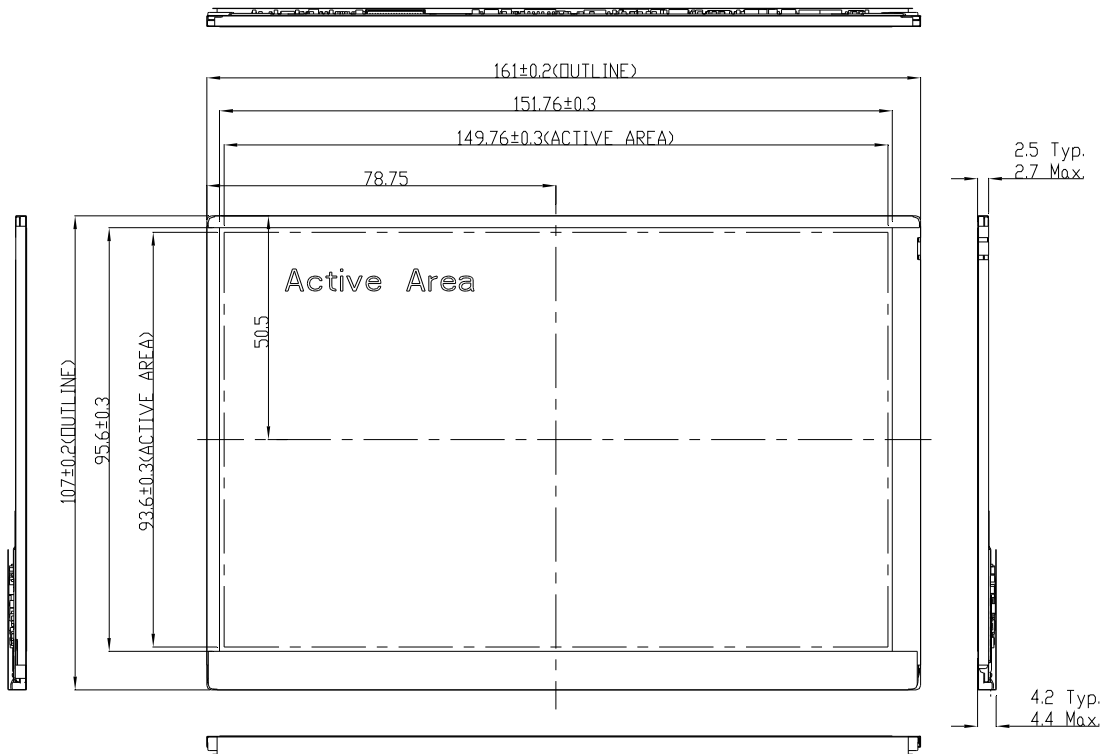 161±0.2(OUTLINE)
151.76±0.3
149.76±0.3(ACTIVE AREA)
78.75
2.5 Typ.
2.7 Max.
Active Area
50.5
107±0.2(OUTLINE)
95.6±0.3
93.6±0.3(ACTIVE AREA)
4.2 Typ.
4.4 Max.